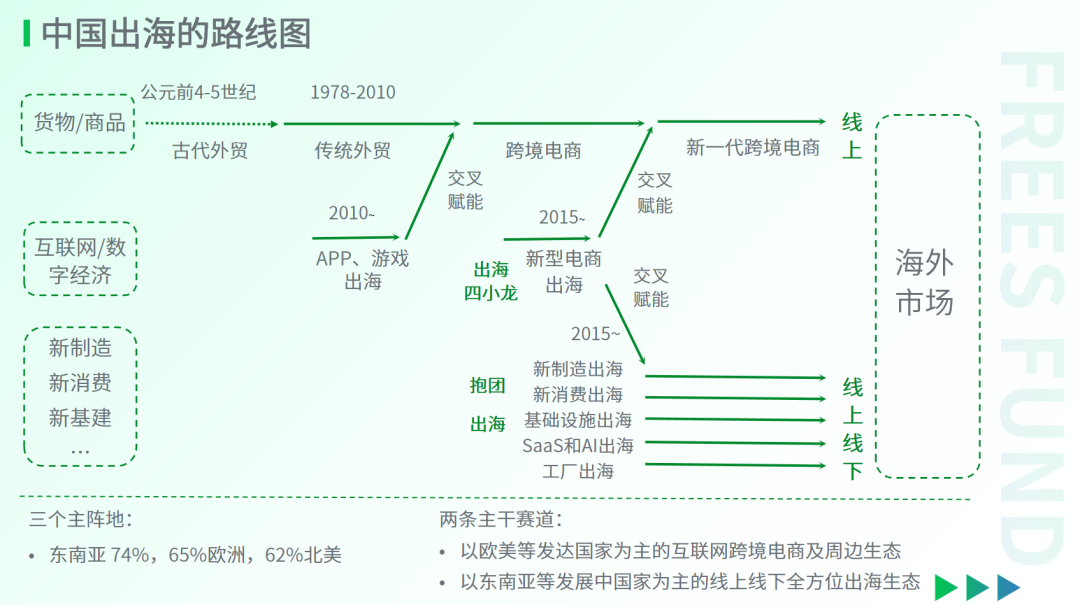 中国出海的路线图
公元前4-5世纪
1978-2010
货物/商品
线
上
古代外贸
传统外贸
跨境电商
新一代跨境电商
交叉
赋能
交叉
赋能
2010~
2015~
互联网/数
字经济
APP、游戏
出海
出海
四小龙
新型电商
出海
交叉
赋能
海外
市场
2015~
新制造
新消费
新基建
...
抱团
出海
新制造出海
新消费出海
基础设施出海
SaaS和AI出海
工厂出海
线
上
线
下
三个主阵地：
• 东南亚 74%，65%欧洲，62%北美
两条主干赛道：
• 以欧美等发达国家为主的互联网跨境电商及周边生态
• 以东南亚等发展中国家为主的线上线下全方位出海生态
FREES FUND